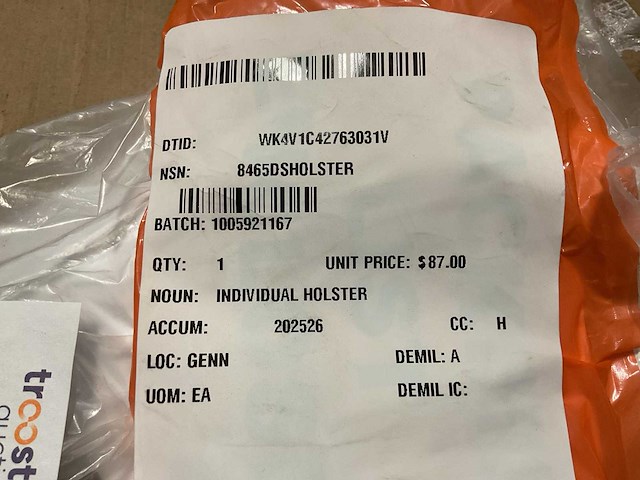 DTID: WK4V1C42763031V
NSN: 8465DSHOLSTER
BATCH: 1005921167
QTY: 1 UNIT PRICE: $87.00
NOUN: INDIVIDUAL HOLSTER
ACCUM: 202526 CC: H
LOC: GENN DEMIL: A
UOM: EA DEMIL IC:
troost